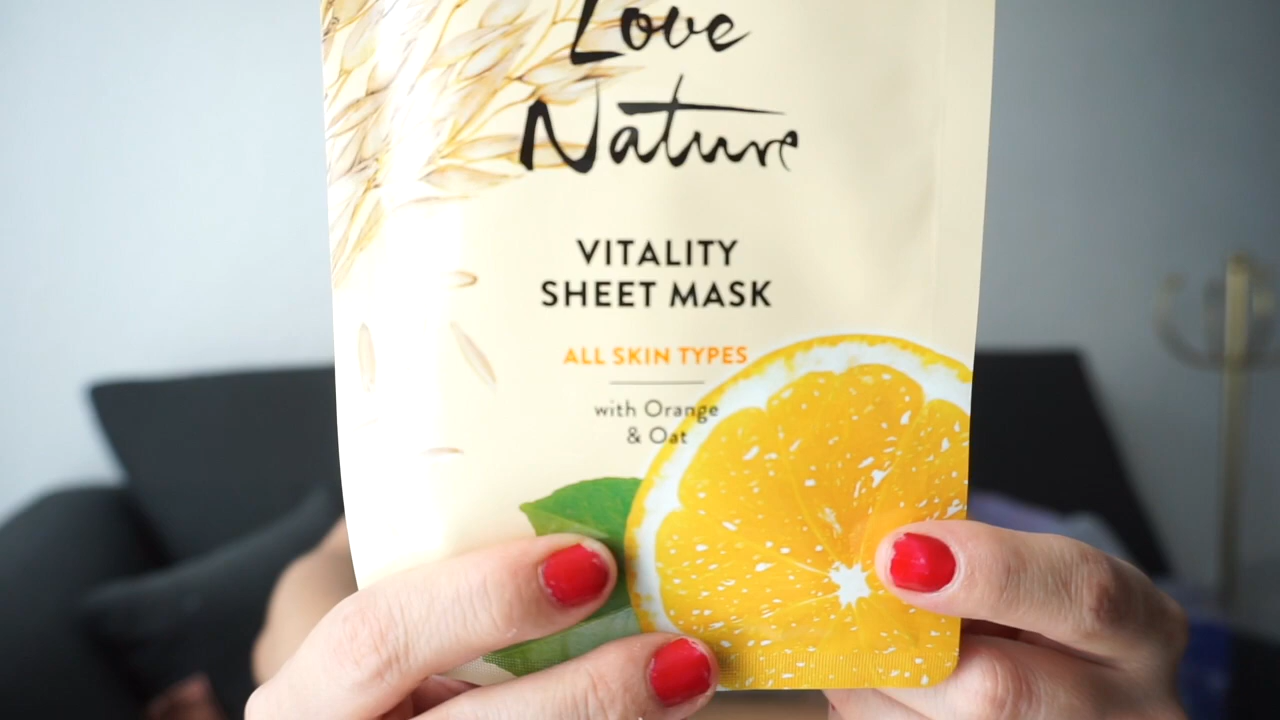 Love
Nature
VITALITY
SHEET MASK
ALL SKIN TYPES
with Orange
& Oat